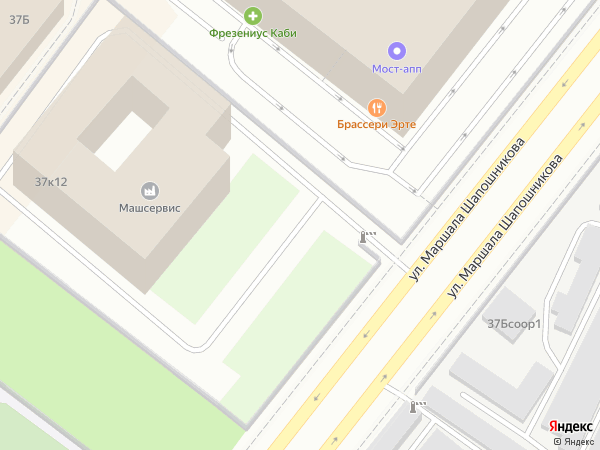 37Б
Фрезениус Каби
Мост-апп
Брассери Эрте
37к12
Машсервис
ул. Маршала Шапошникова
ул. Маршала Шапошникова
37Бсоор1
Яндекс
© Яндекс